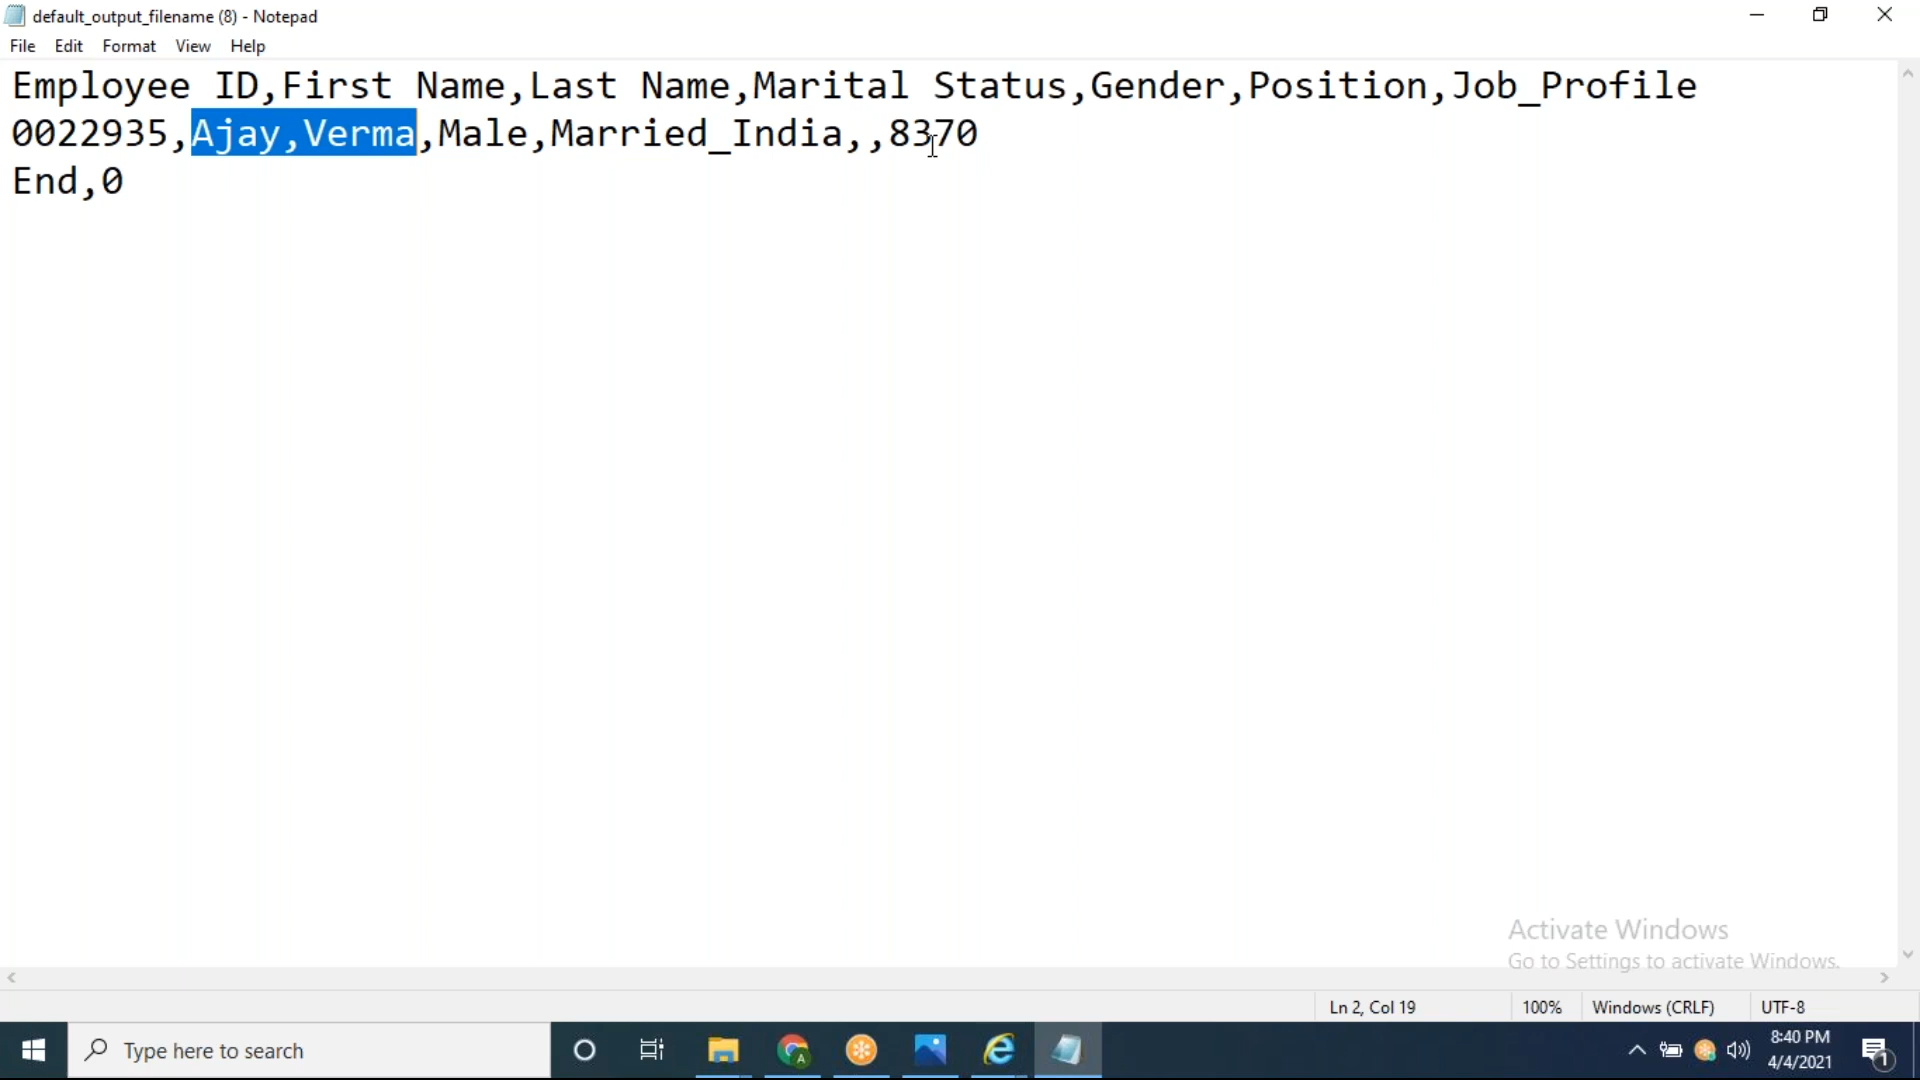 default_output_filename (8) - Notepad
File Edit Format View Help
Employee ID,First Name,Last Name,Marital Status,Gender,Position,Job_Profile
0022935,Ajay,Verma,Male,Married_India,,8370
End,0
Activate Windows
Go to Settings to activate Windows.
Ln 2, Col 19 100% Windows (CRLF) UTF-8
Type here to search
A
8:40 PM
4/4/2021
1